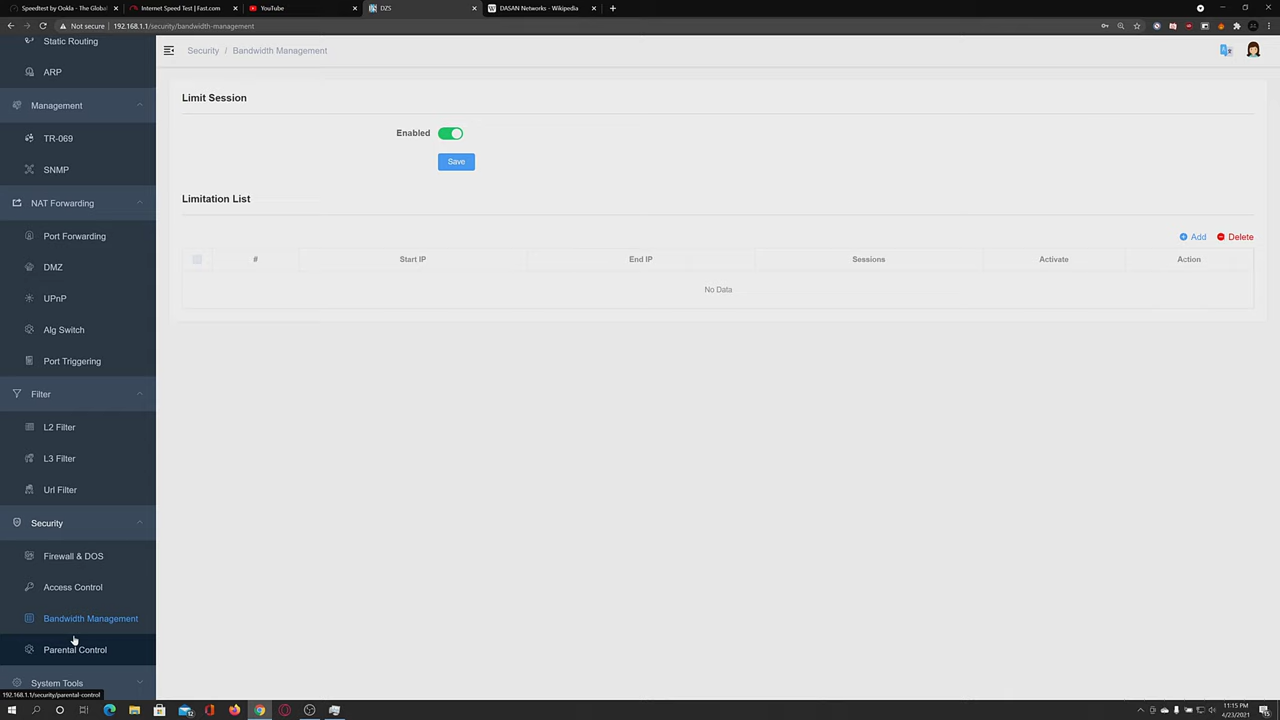 Speedtest by Ookla - The Global
Internet Speed Test | Fast.com
YouTube
DZS
DASAN Networks - Wikipedia
Not secure
192.168.1.1/security/bandwidth-management
Static Routing
ARP
Management
TR-069
SNMP
NAT Forwarding
Port Forwarding
DMZ
UPnP
Alg Switch
Port Triggering
Filter
L2 Filter
L3 Filter
Url Filter
Security
Firewall & DOS
Access Control
Bandwidth Management
Parental Control
System Tools
192.168.1.1/security/parental-control
Security / Bandwidth Management
Limit Session
Enabled
Save
Limitation List
Add Delete
# Start IP End IP Sessions Activate Action
No Data
11:15 PM
4/23/2021